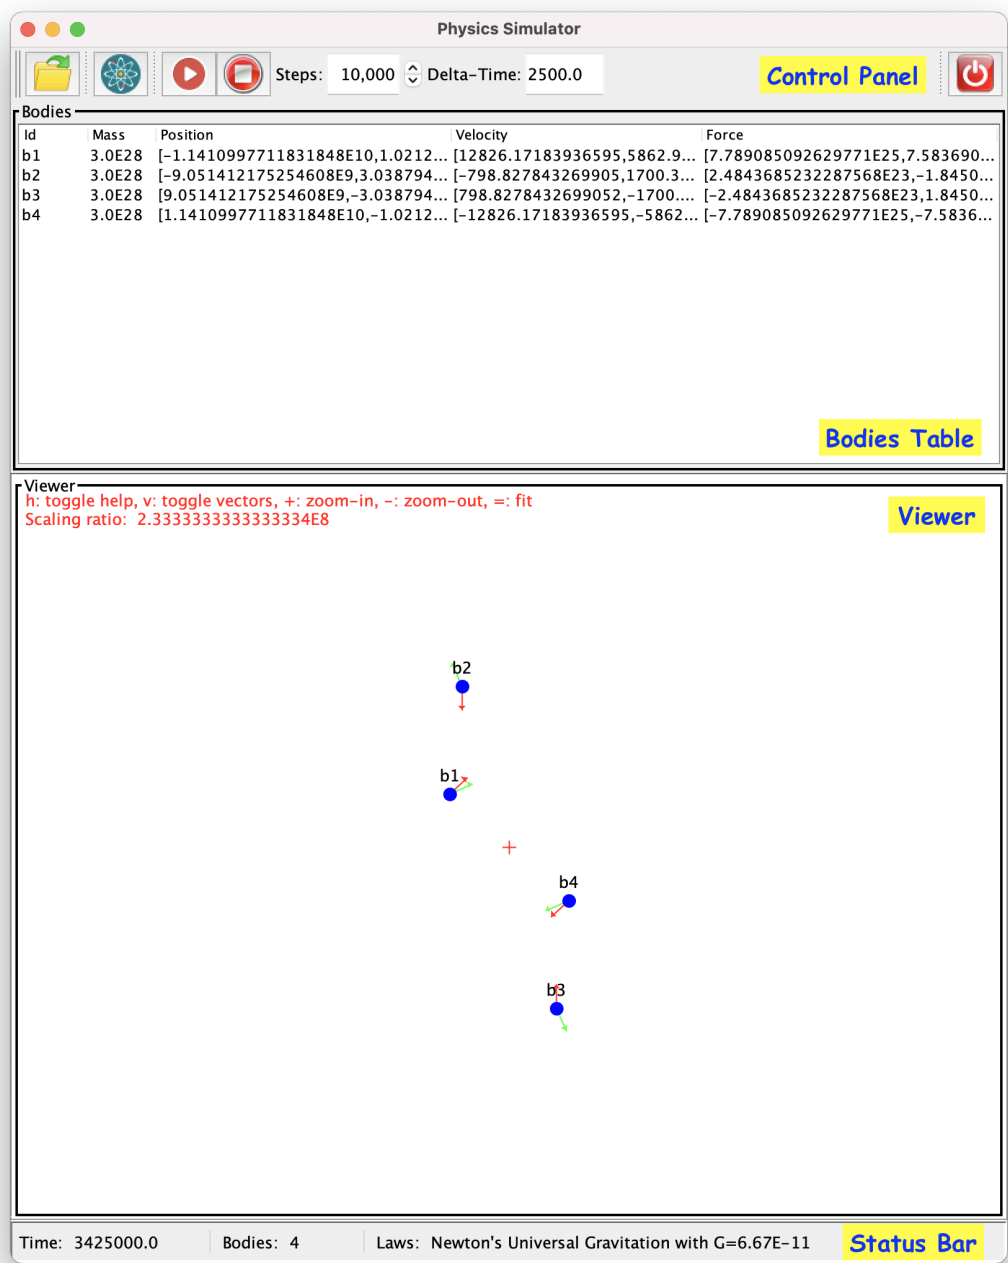 Physics Simulator
Steps: 10,000 Delta-Time: 2500.0 Control Panel
Bodies
Id Mass Position Velocity Force
b1 3.0E28 [-1.1410997711831848E10,1.0212... [12826.17183936595,5862.9... [7.789085092629771E25,7.583690...
b2 3.0E28 [-9.051412175254608E9,3.038794... [-798.827843269905,1700.3... [2.4843685232287568E23,-1.8450...
b3 3.0E28 [9.051412175254608E9,-3.038794... [798.8278432699052,-1700.... [-2.4843685232287568E23,1.8450...
b4 3.0E28 [1.1410997711831848E10,-1.0212... [-12826.17183936595,-5862... [-7.789085092629771E25,-7.5836...
Bodies Table
Viewer
h: toggle help, v: toggle vectors, +: zoom-in, -: zoom-out, =: fit
Scaling ratio: 2.3333333333333334E8
Viewer
b2
b1
b4
b3
Time: 3425000.0 Bodies: 4 Laws: Newton's Universal Gravitation with G=6.67E-11 Status Bar